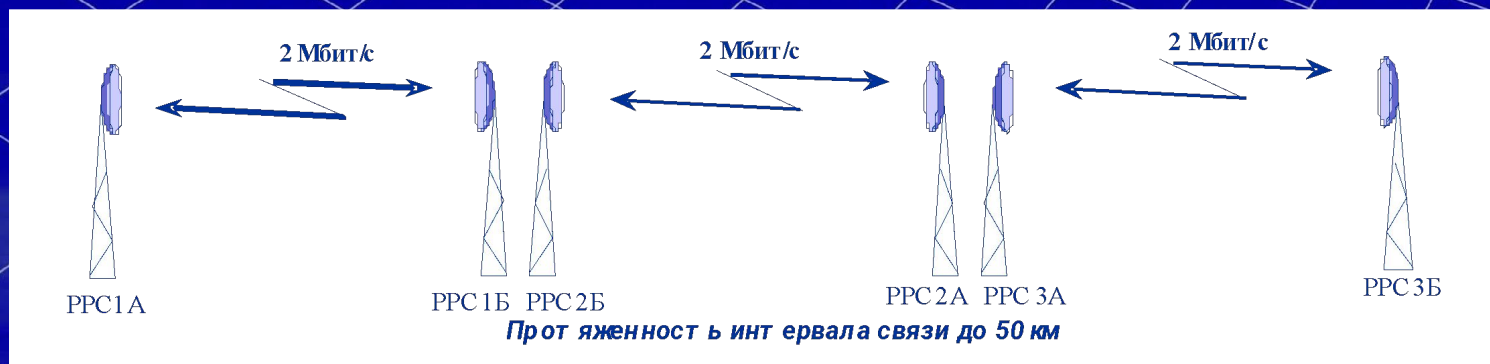 2 Мбит/с
2 Мбит/с
2 Мбит/с
РРС1А
РРС1Б
РРС2Б
РРС2А
РРС3А
РРС3Б
Протяженность интервала связи до 50 км